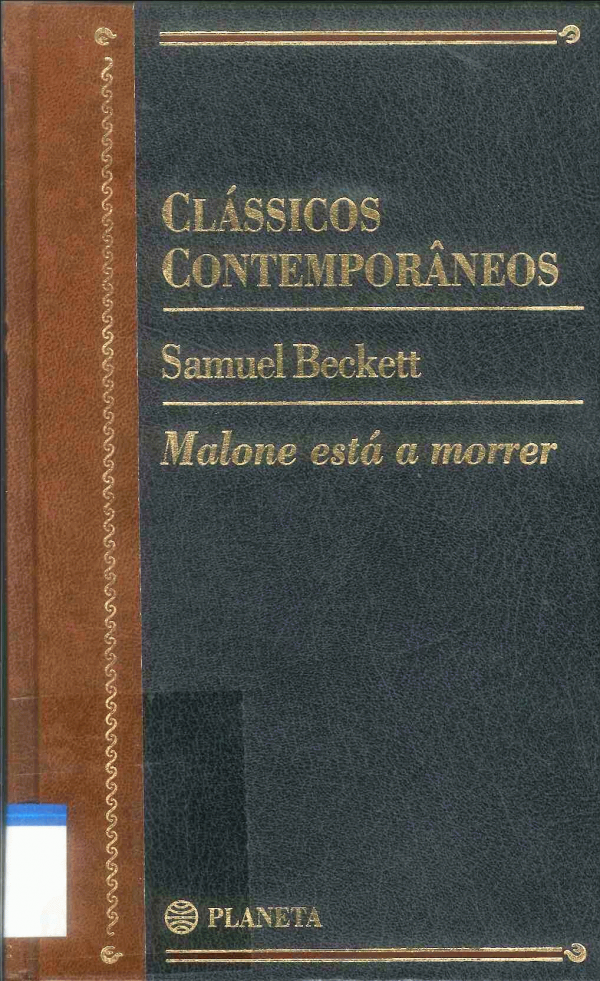 CLÁSSICOS
CONTEMPORÂNEOS
Samuel Beckett
Malone está a morrer
PLANETA